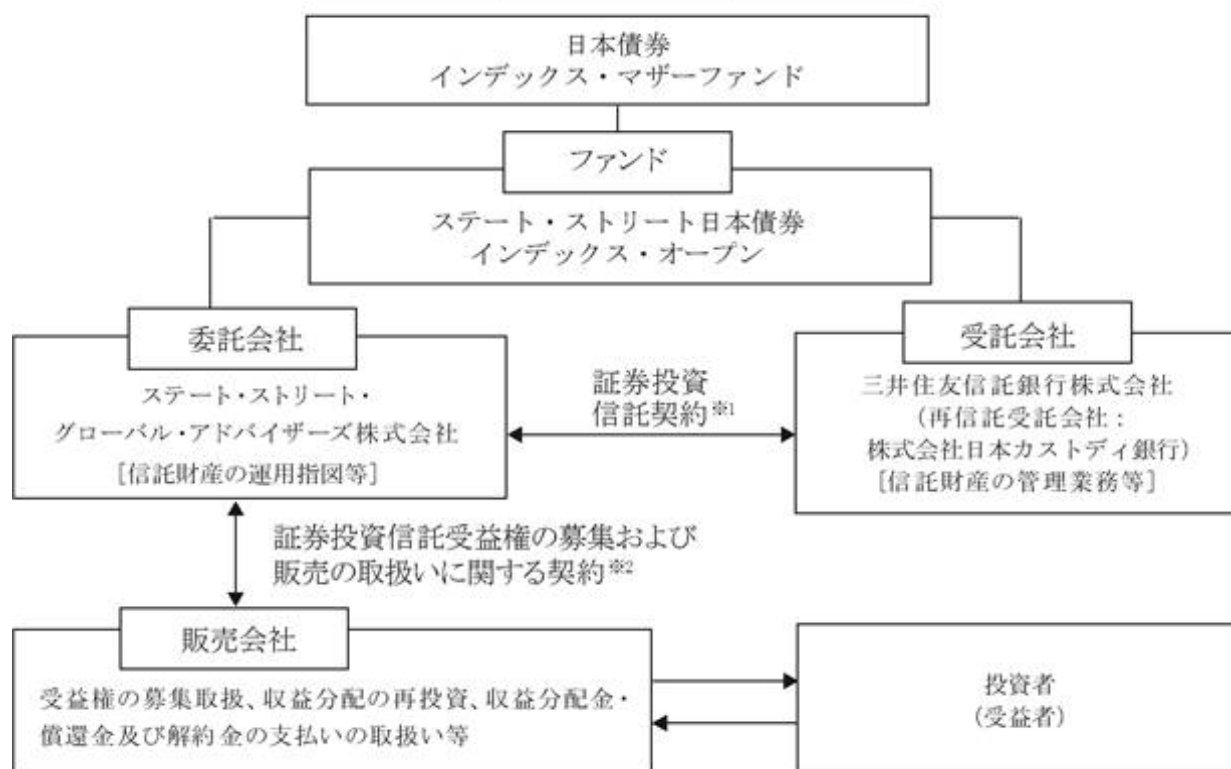 日本債券
インデックス・マザーファンド
ファンド
ステート・ストリート日本債券
インデックス・オープン
委託会社
ステート・ストリート・
グローバル・アドバイザーズ株式会社
[信託財産の運用指図等]
証券投資
信託契約※1
受託会社
三井住友信託銀行株式会社
(再信託受託会社:
株式会社日本カストディ銀行)
[信託財産の管理業務等]
証券投資信託受益権の募集および
販売の取扱いに関する契約※2
販売会社
受益権の募集取扱、収益分配の再投資、収益分配金・
償還金及び解約金の支払いの取扱い等
投資者
(受益者)